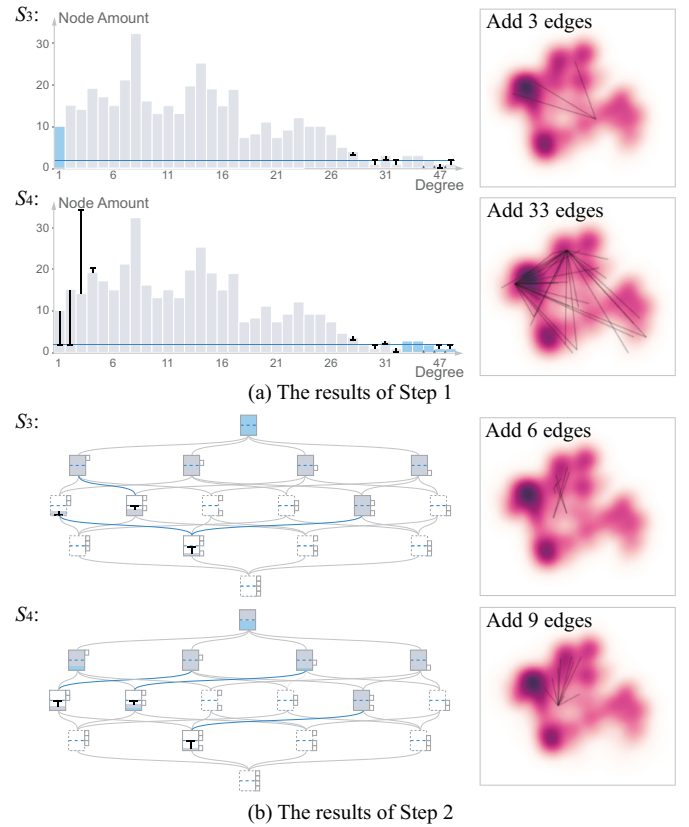 S3:
Node Amount
30
20
10
0
1
6
11
16
21
26
31
47
Degree
Add 3 edges
S4:
Node Amount
30
20
10
0
1
6
11
16
21
26
31
47
Degree
Add 33 edges
(a) The results of Step 1
S3:
Add 6 edges
S4:
Add 9 edges
(b) The results of Step 2